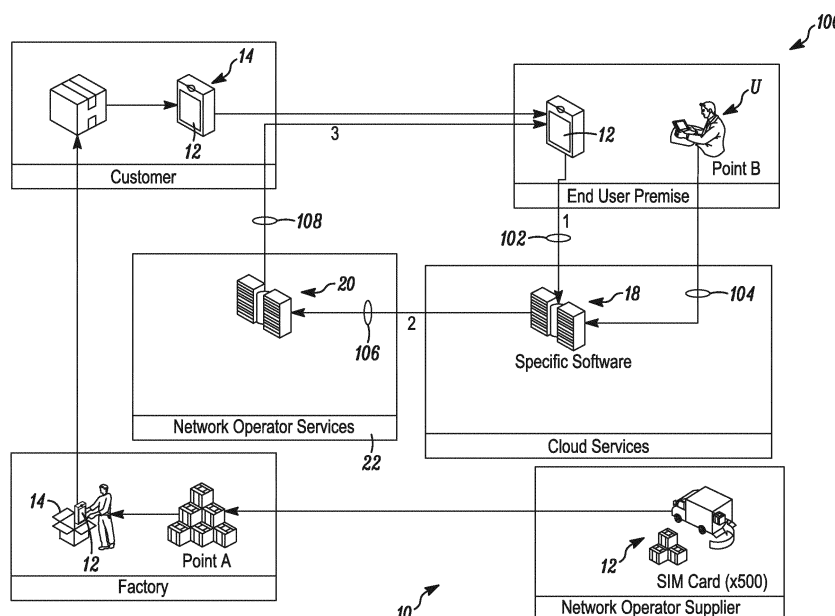 100
14
12
3
Customer
U
12
Point B
End User Premise
1
102
108
20
106
2
18
104
Specific Software
Network Operator Services
22
Cloud Services
14
12
Point A
Factory
12
SIM Card (x500)
Network Operator Supplier
10